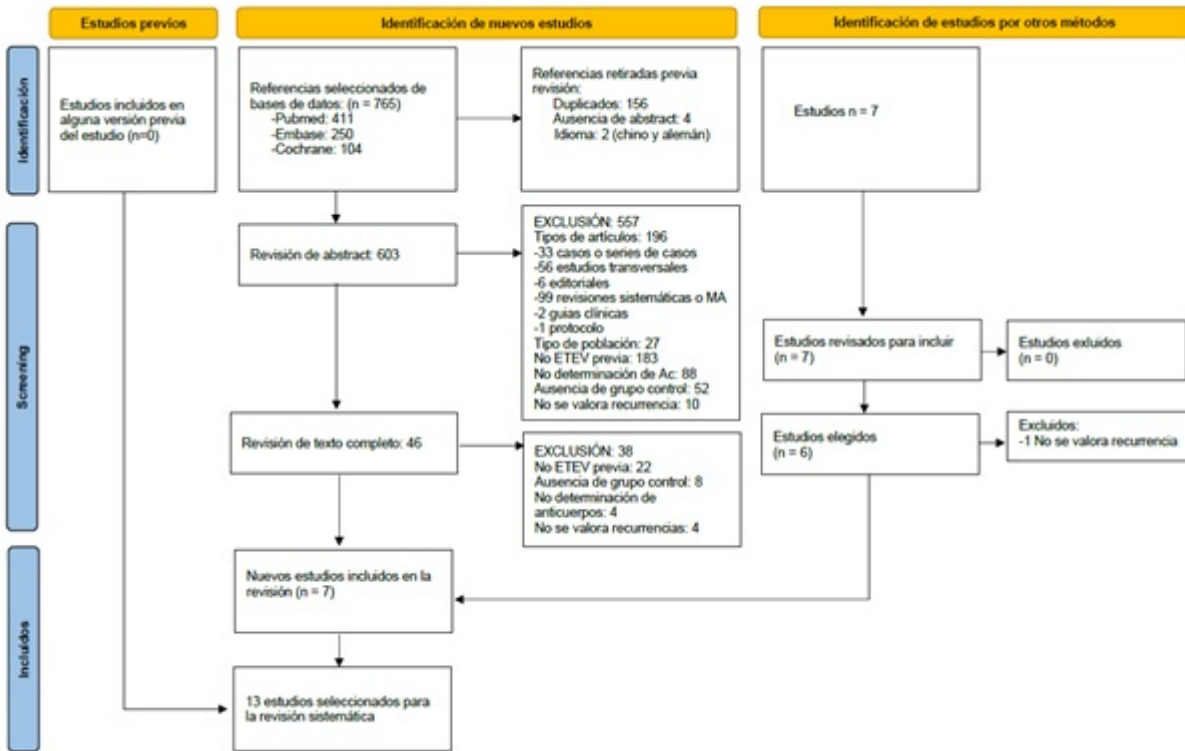 Estudios previos
Identificación de nuevos estudios
Identificación de estudios por otros métodos
Identificación
Estudios incluidos en
alguna versión previa
del estudio (n=0)
Referencias seleccionados de
bases de datos: (n = 765)
-Pubmed: 411
-Embase: 250
-Cochrane: 104
Referencias retiradas previa
revisión:
Duplicados: 156
Ausencia de abstract: 4
Idioma: 2 (chino y alemán)
Estudios n = 7
Screening
Revisión de abstract: 603
EXCLUSIÓN: 557
Tipos de artículos: 196
-33 casos o series de casos
-56 estudios transversales
-6 editoriales
-99 revisiones sistemáticas o MA
-2 guias clínicas
-1 protocolo
Tipo de población: 27
No ETEV previa: 183
No determinación de Ac: 88
Ausencia de grupo control: 52
No se valora recurrencia: 10
Estudios revisados para incluir
(n = 7)
Estudios exluidos
(n = 0)
Revisión de texto completo: 46
EXCLUSIÓN: 38
No ETEV previa: 22
Ausencia de grupo control: 8
No determinación de
anticuerpos: 4
No se valora recurrencias: 4
Estudios elegidos
(n = 6)
Excluidos:
-1 No se valora recurrencia
Incluidos
Nuevos estudios incluidos en la
revisión (n = 7)
13 estudios seleccionados para
la revisión sistemática